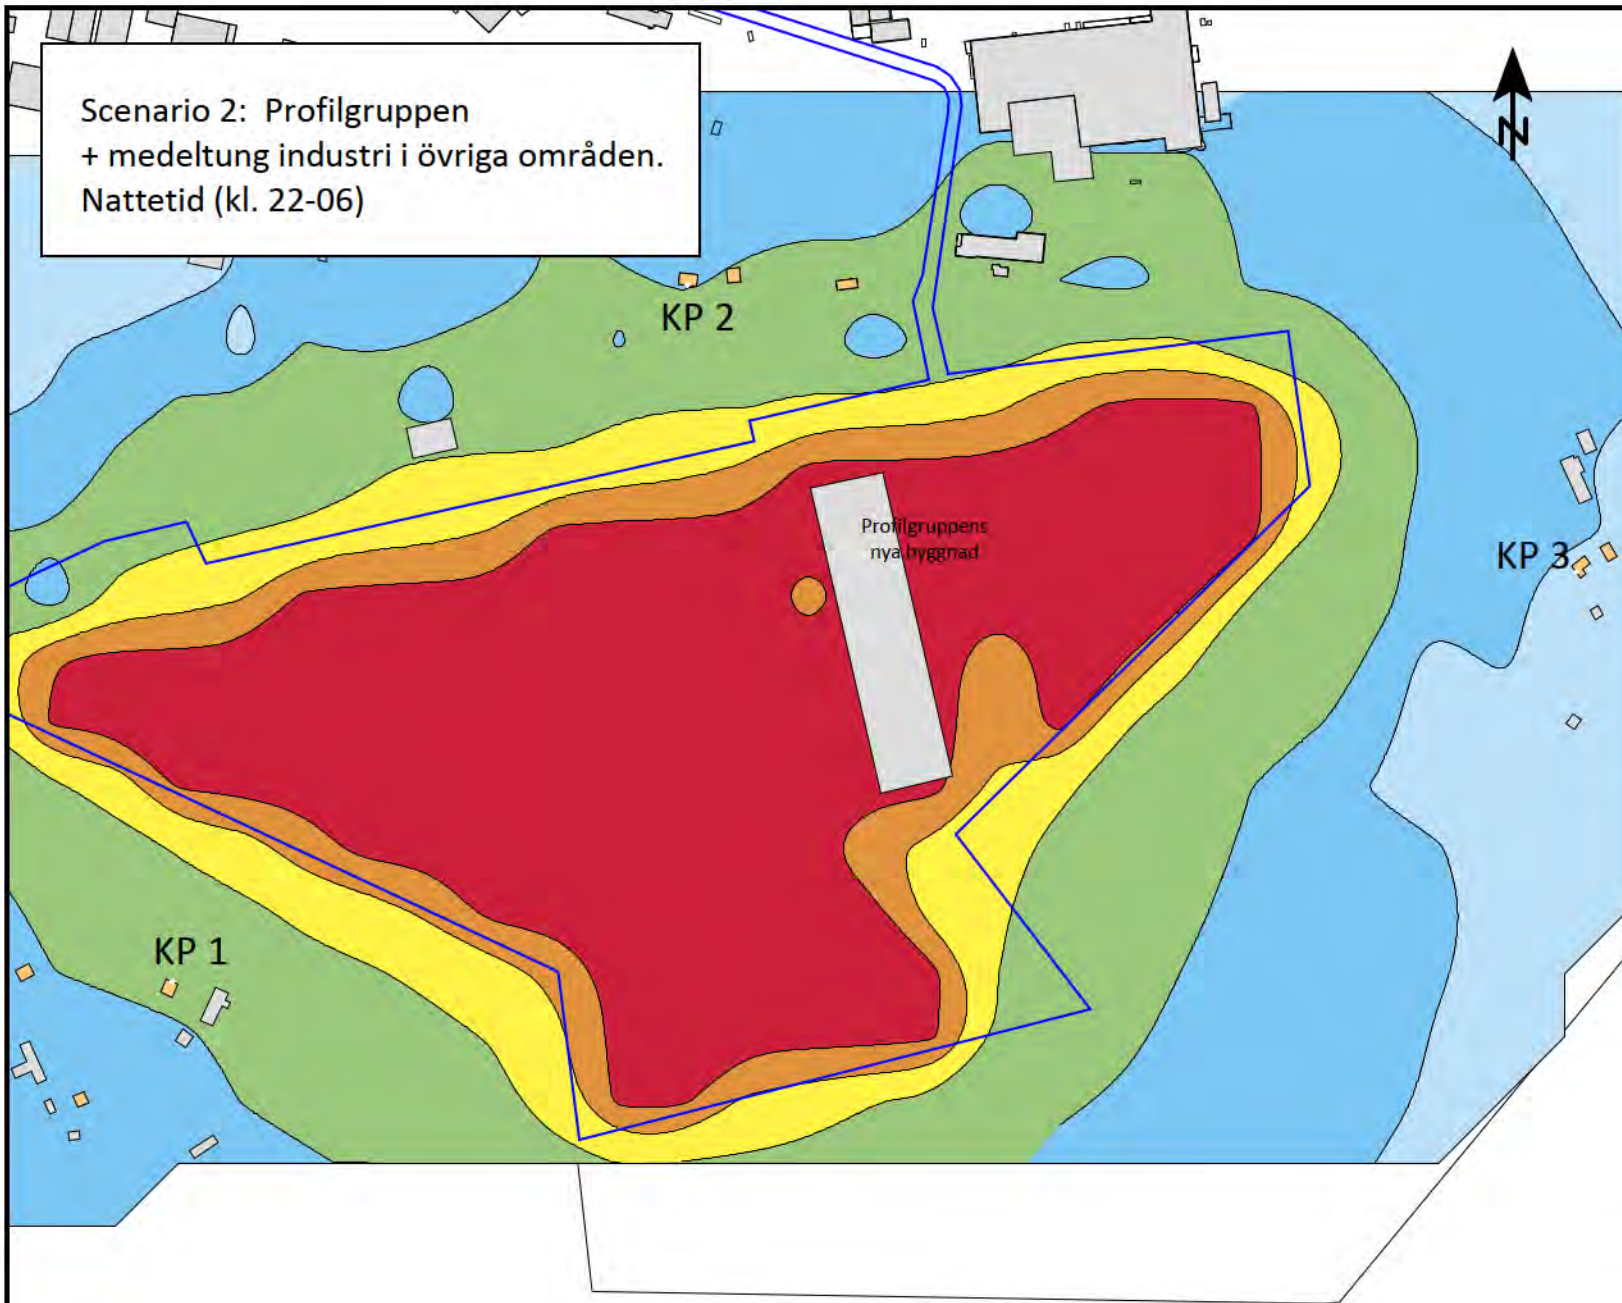 Scenario 2:  Profilgruppen
+ medeltung industri i övriga områden.
Nattetid (kl. 22-06)
N
KP 2
Profilgruppens
nya byggnad
KP 3
KP 1